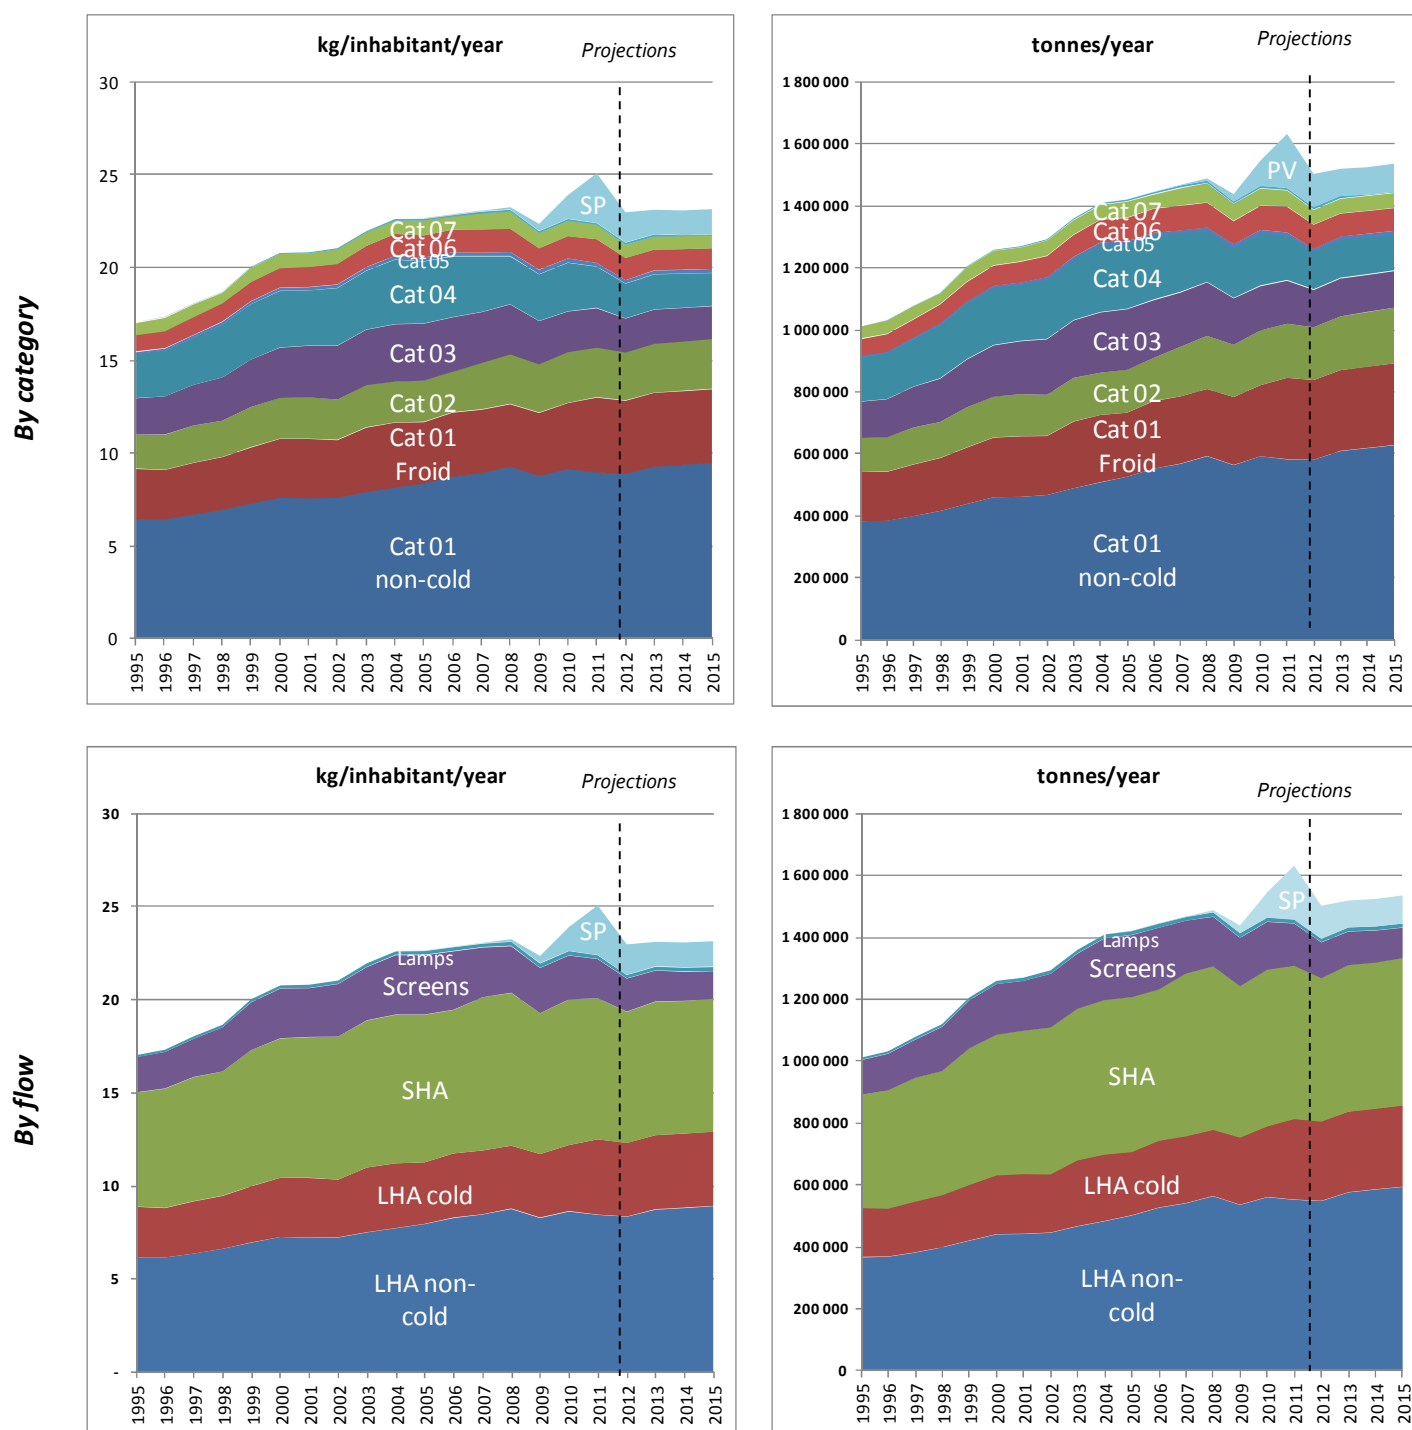 By category
kg/inhabitant/year
Projections
30
25
20
15
10
5
0
SP
Cat 07
Cat 06
Cat 05
Cat 04
Cat 03
Cat 02
Cat 01
Froid
Cat 01
non-cold
1995 1996 1997 1998 1999 2000 2001 2002 2003 2004 2005 2006 2007 2008 2009 2010 2011 2012 2013 2014 2015
tonnes/year
Projections
1 800 000
1 600 000
1 400 000
1 200 000
1 000 000
800 000
600 000
400 000
200 000
0
PV
Cat 07
Cat 06
Cat 05
Cat 04
Cat 03
Cat 02
Cat 01
Froid
Cat 01
non-cold
1995 1996 1997 1998 1999 2000 2001 2002 2003 2004 2005 2006 2007 2008 2009 2010 2011 2012 2013 2014 2015
By flow
kg/inhabitant/year
Projections
30
25
20
15
10
5
-
SP
Lamps
Screens
SHA
LHA cold
LHA non-
cold
1995 1996 1997 1998 1999 2000 2001 2002 2003 2004 2005 2006 2007 2008 2009 2010 2011 2012 2013 2014 2015
tonnes/year
Projections
1 800 000
1 600 000
1 400 000
1 200 000
1 000 000
800 000
600 000
400 000
200 000
0
SP
Lamps
Screens
SHA
LHA cold
LHA non-
cold
1995 1996 1997 1998 1999 2000 2001 2002 2003 2004 2005 2006 2007 2008 2009 2010 2011 2012 2013 2014 2015